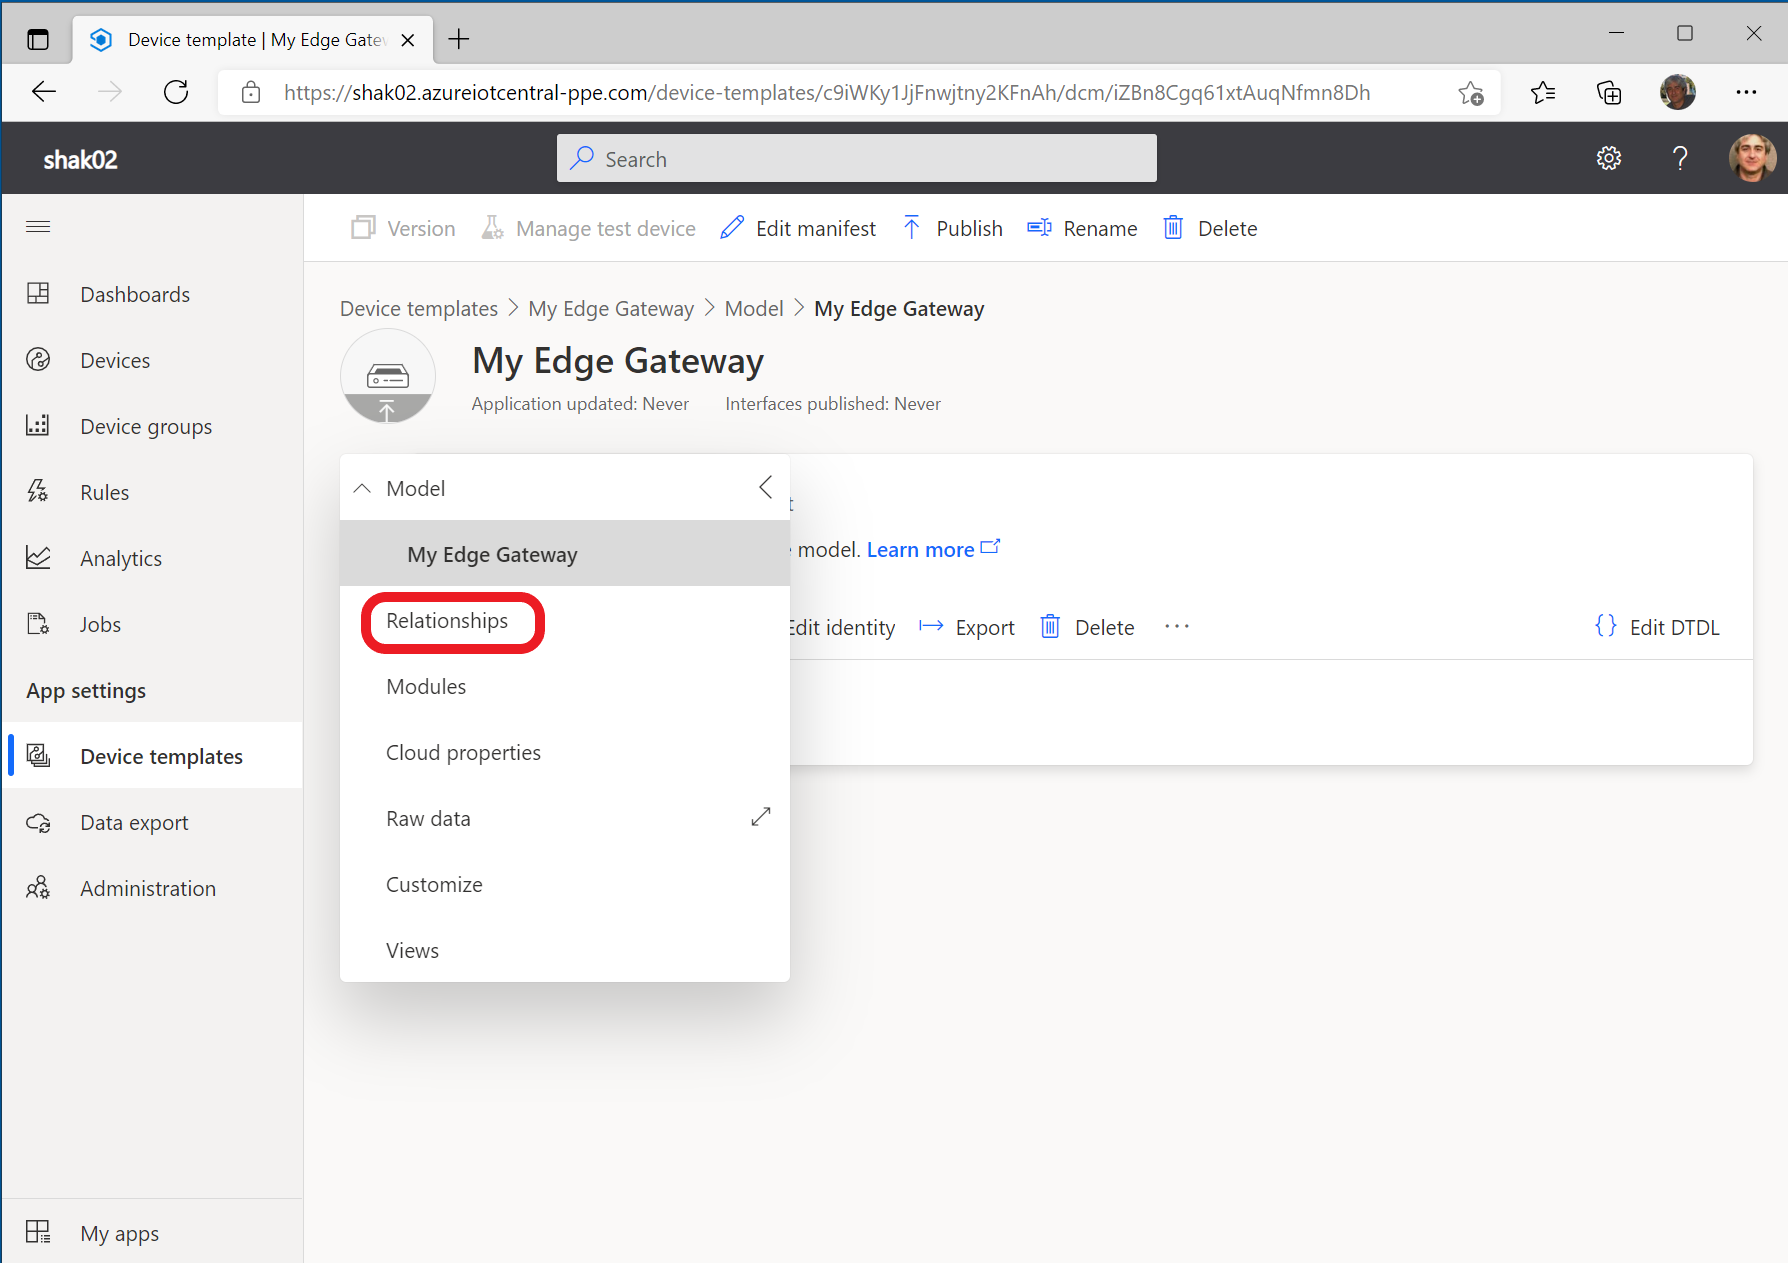 Device template | My Edge Gatew
https://shak02.azureiotcentral-ppe.com/device-templates/c9iWKy1JjFnwjtny2KFnAh/dcm/iZBn8Cgq61xtAuqNfmn8Dh
shak02
Search
Version
Manage test device
Edit manifest
Publish
Rename
Delete
Dashboards
Devices
Device groups
Rules
Analytics
Jobs
App settings
Device templates
Data export
Administration
My apps
Device templates > My Edge Gateway > Model > My Edge Gateway
My Edge Gateway
Application updated: Never
Interfaces published: Never
Model
My Edge Gateway
Relationships
Modules
Cloud properties
Raw data
Customize
Views
model. Learn more
Edit identity
Export
Delete
Edit DTDL